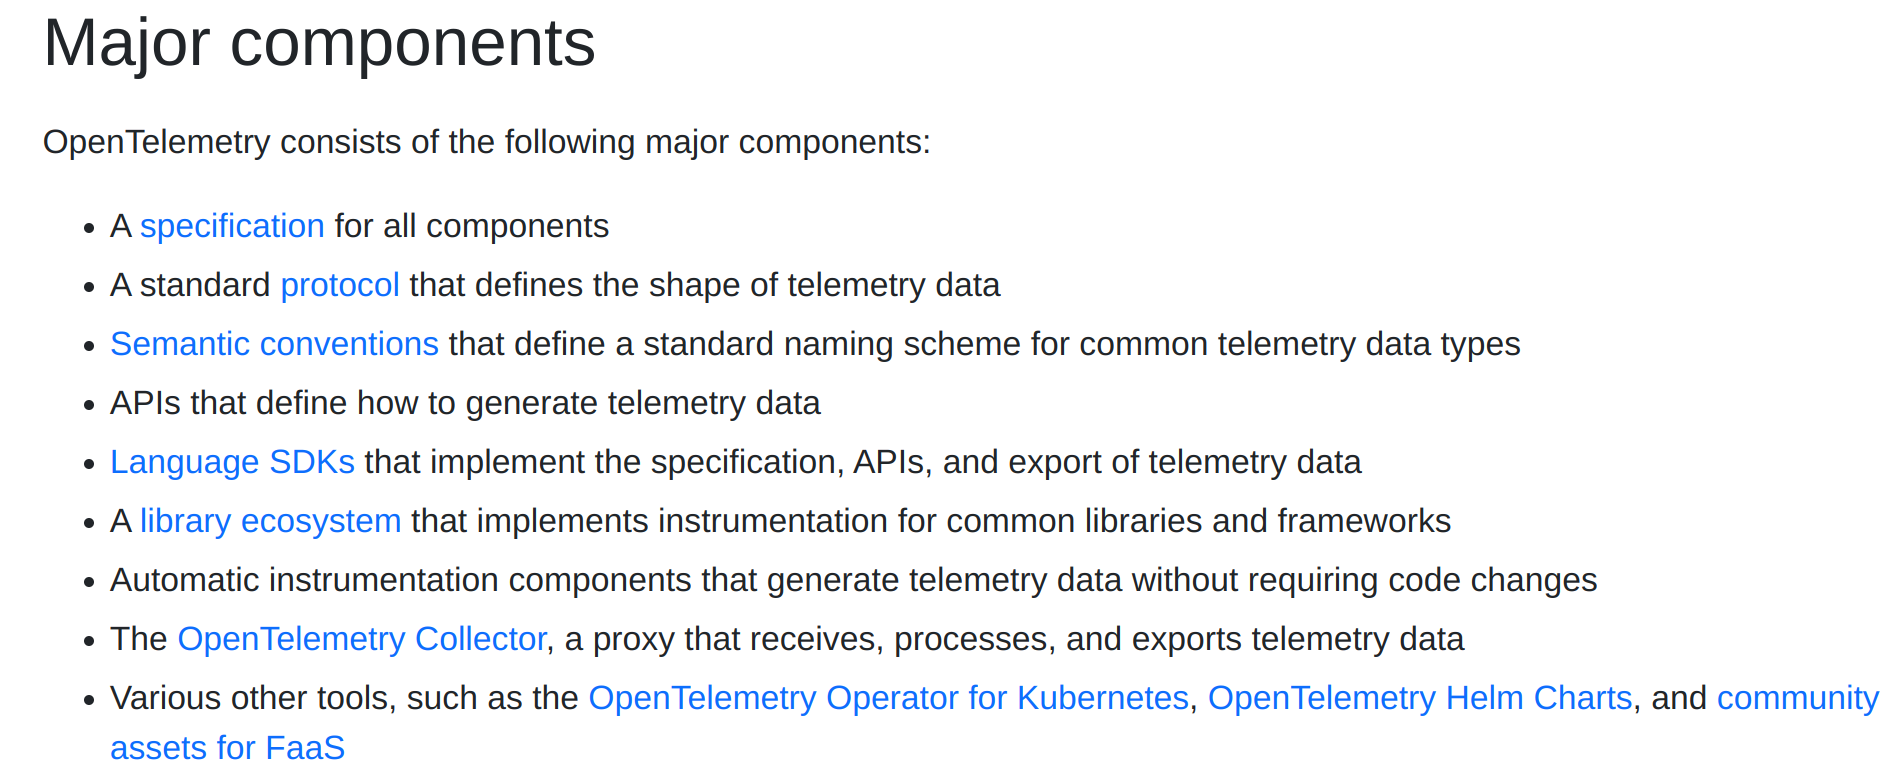 Major components
OpenTelemetry consists of the following major components:
• A specification for all components
• A standard protocol that defines the shape of telemetry data
• Semantic conventions that define a standard naming scheme for common telemetry data types
• APIs that define how to generate telemetry data
• Language SDKs that implement the specification, APIs, and export of telemetry data
• A library ecosystem that implements instrumentation for common libraries and frameworks
• Automatic instrumentation components that generate telemetry data without requiring code changes
• The OpenTelemetry Collector, a proxy that receives, processes, and exports telemetry data
• Various other tools, such as the OpenTelemetry Operator for Kubernetes, OpenTelemetry Helm Charts, and community
assets for FaaS